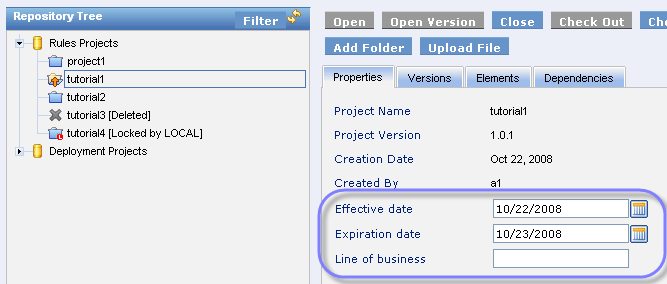 Repository Tree
Filter
Rules Projects
project1
tutorial1
tutorial2
tutorial3 [Deleted]
tutorial4 [Locked by LOCAL]
Deployment Projects
Open
Open Version
Close
Check Out
Che
Add Folder
Upload File
Properties
Versions
Elements
Dependencies
Project Name tutorial1
Project Version 1.0.1
Creation Date Oct 22, 2008
Created By a1
Effective date 10/22/2008
Expiration date 10/23/2008
Line of business